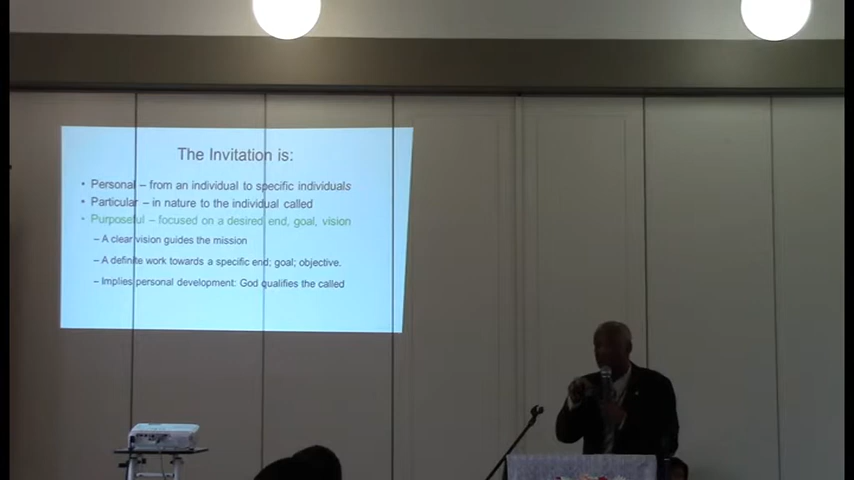 The Invitation is:
• Personal – from an individual to specific individuals
• Particular – in nature to the individual called
• Purposeful – focused on a desired end, goal, vision
– A clear vision guides the mission
– A definite work towards a specific end; goal; objective.
– Implies personal development: God qualifies the called